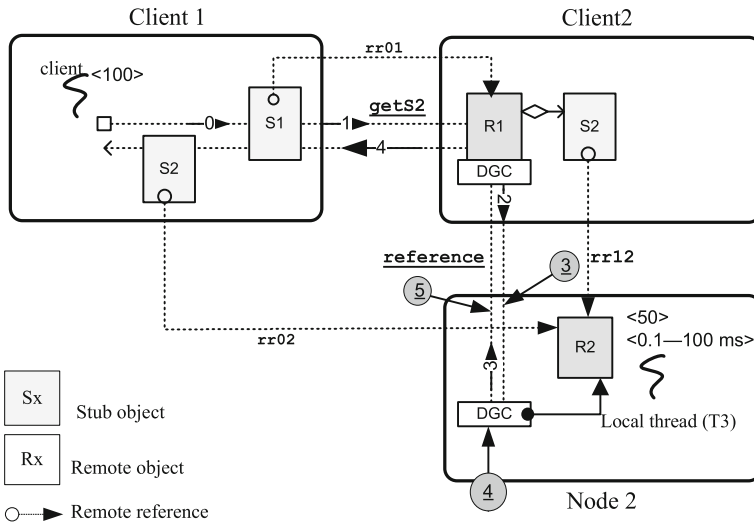 Client 1
Client2
rr01
client <100>
getS2
0
S1
1
R1
S2
4
S2
DGC
2
reference
3
rr12
5
<50>
<0.1—100 ms>
R2
rr02
3
Sx
Stub object
DGC
Local thread (T3)
Rx
Remote object
4
Node 2
Remote reference